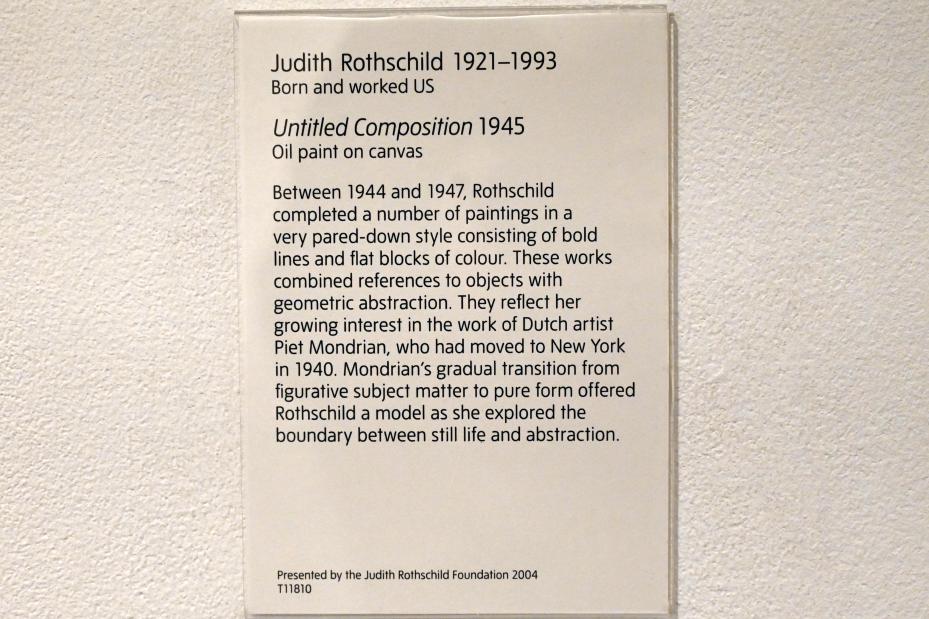 Judith Rothschild 1921–1993
Born and worked US
Untitled Composition 1945
Oil paint on canvas
Between 1944 and 1947, Rothschild
completed a number of paintings in a
very pared-down style consisting of bold
lines and flat blocks of colour. These works
combined references to objects with
geometric abstraction. They reflect her
growing interest in the work of Dutch artist
Piet Mondrian, who had moved to New York
in 1940. Mondrian's gradual transition from
figurative subject matter to pure form offered
Rothschild a model as she explored the
boundary between still life and abstraction.
Presented by the Judith Rothschild Foundation 2004
T11810